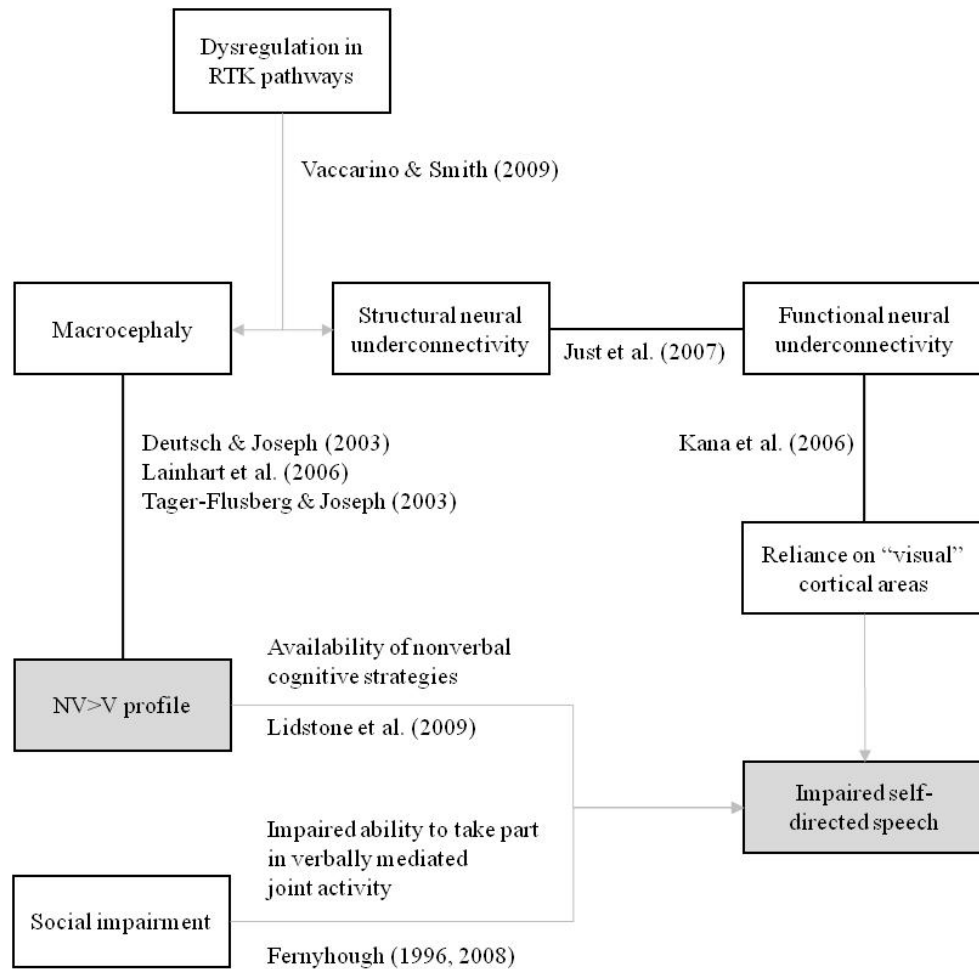 Dysregulation in
RTK pathways
Vaccarino & Smith (2009)
Macrocephaly
Structural neural
underconnectivity
Just et al. (2007)
Functional neural
underconnectivity
Deutsch & Joseph (2003)
Lainhart et al. (2006)
Tager-Flusberg & Joseph (2003)
Kana et al. (2006)
Reliance on “visual”
cortical areas
NV>V profile
Availability of nonverbal
cognitive strategies
Lidstone et al. (2009)
Impaired self-
directed speech
Impaired ability to take part
in verbally mediated
joint activity
Social impairment
Fernyhough (1996, 2008)